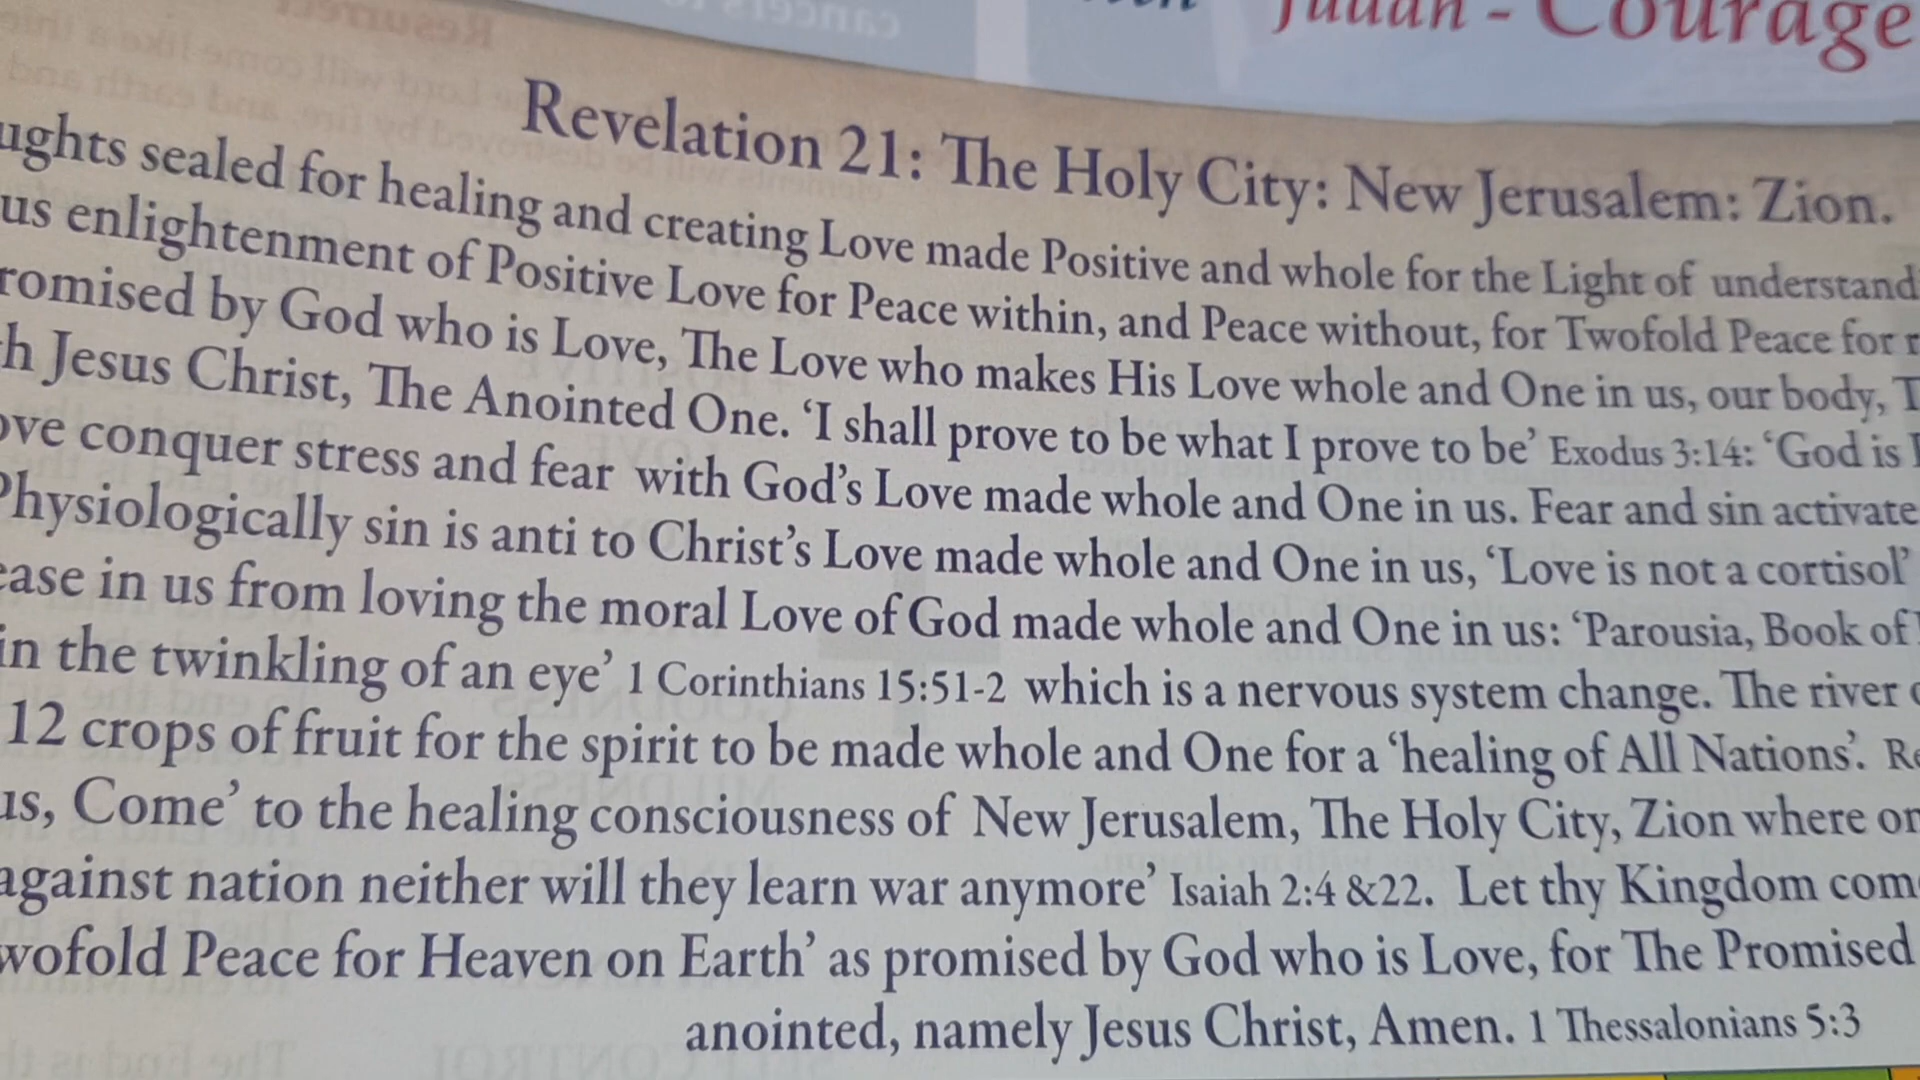 Judah - Courage
Revelation 21: The Holy City: New Jerusalem: Zion.
ughts sealed for healing and creating Love made Positive and whole for the Light of understand
us enlightenment of Positive Love for Peace within, and Peace without, for Twofold Peace for
romised by God who is Love, The Love who makes His Love whole and One in us, our body,
h Jesus Christ, The Anointed One. ‘I shall prove to be what I prove to be’ Exodus 3:14: ‘God is
ove conquer stress and fear with God’s Love made whole and One in us. Fear and sin activate
Physiologically sin is anti to Christ’s Love made whole and One in us, ‘Love is not a cortisol’
ease in us from loving the moral Love of God made whole and One in us: ‘Parousia, Book of
in the twinkling of an eye’ 1 Corinthians 15:51-2 which is a nervous system change. The river
12 crops of fruit for the spirit to be made whole and One for a ‘healing of All Nations’. Re
us, Come’ to the healing consciousness of New Jerusalem, The Holy City, Zion where on
against nation neither will they learn war anymore’ Isaiah 2:4 &22. Let thy Kingdom com
wofold Peace for Heaven on Earth’ as promised by God who is Love, for The Promised
anointed, namely Jesus Christ, Amen. 1 Thessalonians 5:3